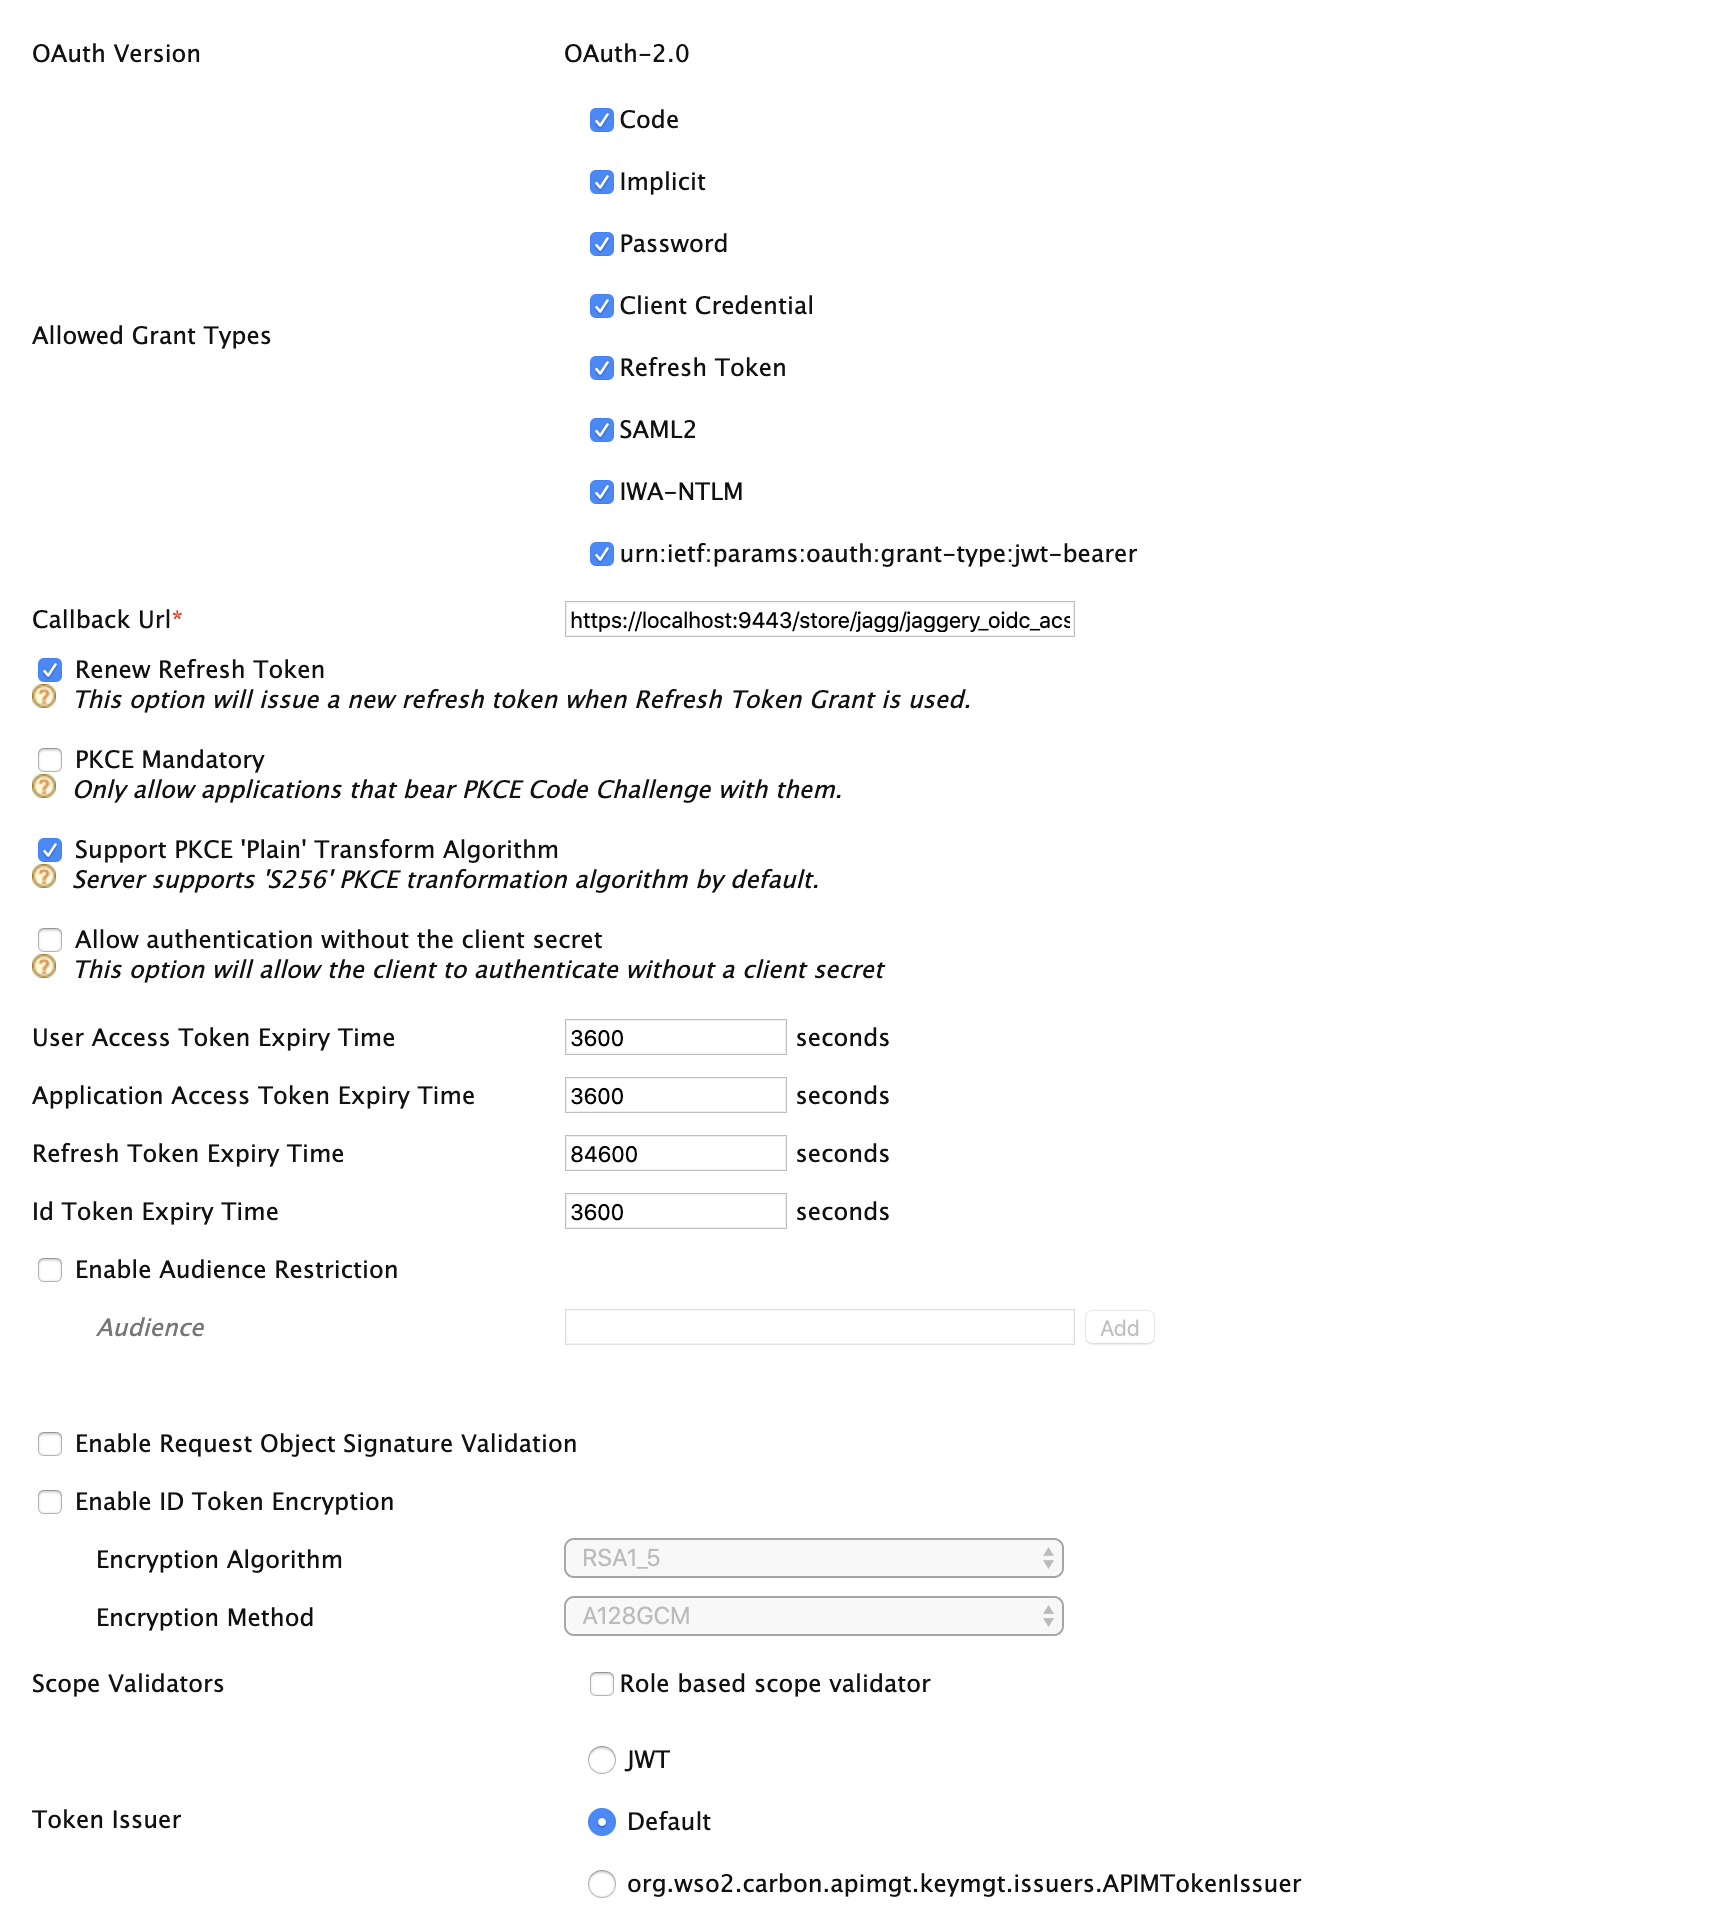 OAuth Version OAuth-2.0
Code
Implicit
Password
Client Credential
Allowed Grant Types
Refresh Token
SAML2
IWA-NTLM
urn:ietf:params:oauth:grant-type:jwt-bearer
Callback Url* https://localhost:9443/store/jagg/jaggery_oidc_acs
Renew Refresh Token
? This option will issue a new refresh token when Refresh Token Grant is used.
PKCE Mandatory
? Only allow applications that bear PKCE Code Challenge with them.
Support PKCE 'Plain' Transform Algorithm
? Server supports 'S256' PKCE tranformation algorithm by default.
Allow authentication without the client secret
? This option will allow the client to authenticate without a client secret
User Access Token Expiry Time 3600 seconds
Application Access Token Expiry Time 3600 seconds
Refresh Token Expiry Time 84600 seconds
Id Token Expiry Time 3600 seconds
Enable Audience Restriction
Audience Add
Enable Request Object Signature Validation
Enable ID Token Encryption
Encryption Algorithm RSA1_5
Encryption Method A128GCM
Scope Validators Role based scope validator
JWT
Token Issuer Default
org.wso2.carbon.apimgt.keymgt.issuers.APIMTokenIssuer